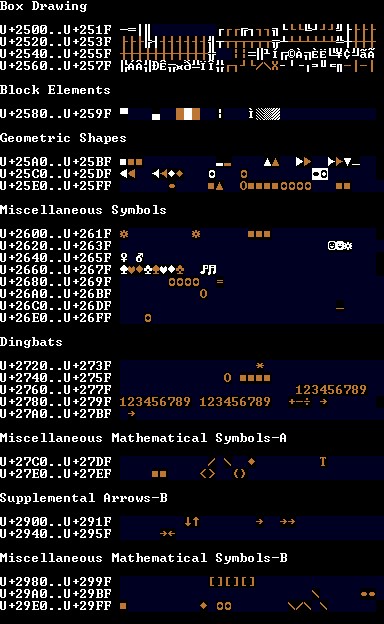 Box Drawing
U+2500..U+251F
U+2520..U+253F
U+2540..U+255F
U+2560..U+257F
Block Elements
U+2580..U+259F
Geometric Shapes
U+25A0..U+25BF
U+25C0..U+25DF
U+25E0..U+25FF
Miscellaneous Symbols
U+2600..U+261F
U+2620..U+263F
U+2640..U+265F
U+2660..U+267F
U+2680..U+269F
U+26A0..U+26BF
U+26C0..U+26DF
U+26E0..U+26FF
Dingbats
U+2720..U+273F
U+2740..U+275F
U+2760..U+277F 123456789
U+2780..U+279F 123456789 123456789 +-÷ →
U+27A0..U+27BF →
Miscellaneous Mathematical Symbols-A
U+27C0..U+27DF / \ ♦ T
U+27E0..U+27EF ■■ <> ()
Supplemental Arrows-B
U+2900..U+291F ↓↑ → →→
U+2940..U+295F →←
Miscellaneous Mathematical Symbols-B
U+2980..U+299F [][][]
U+29A0..U+29BF
U+29E0..U+29FF